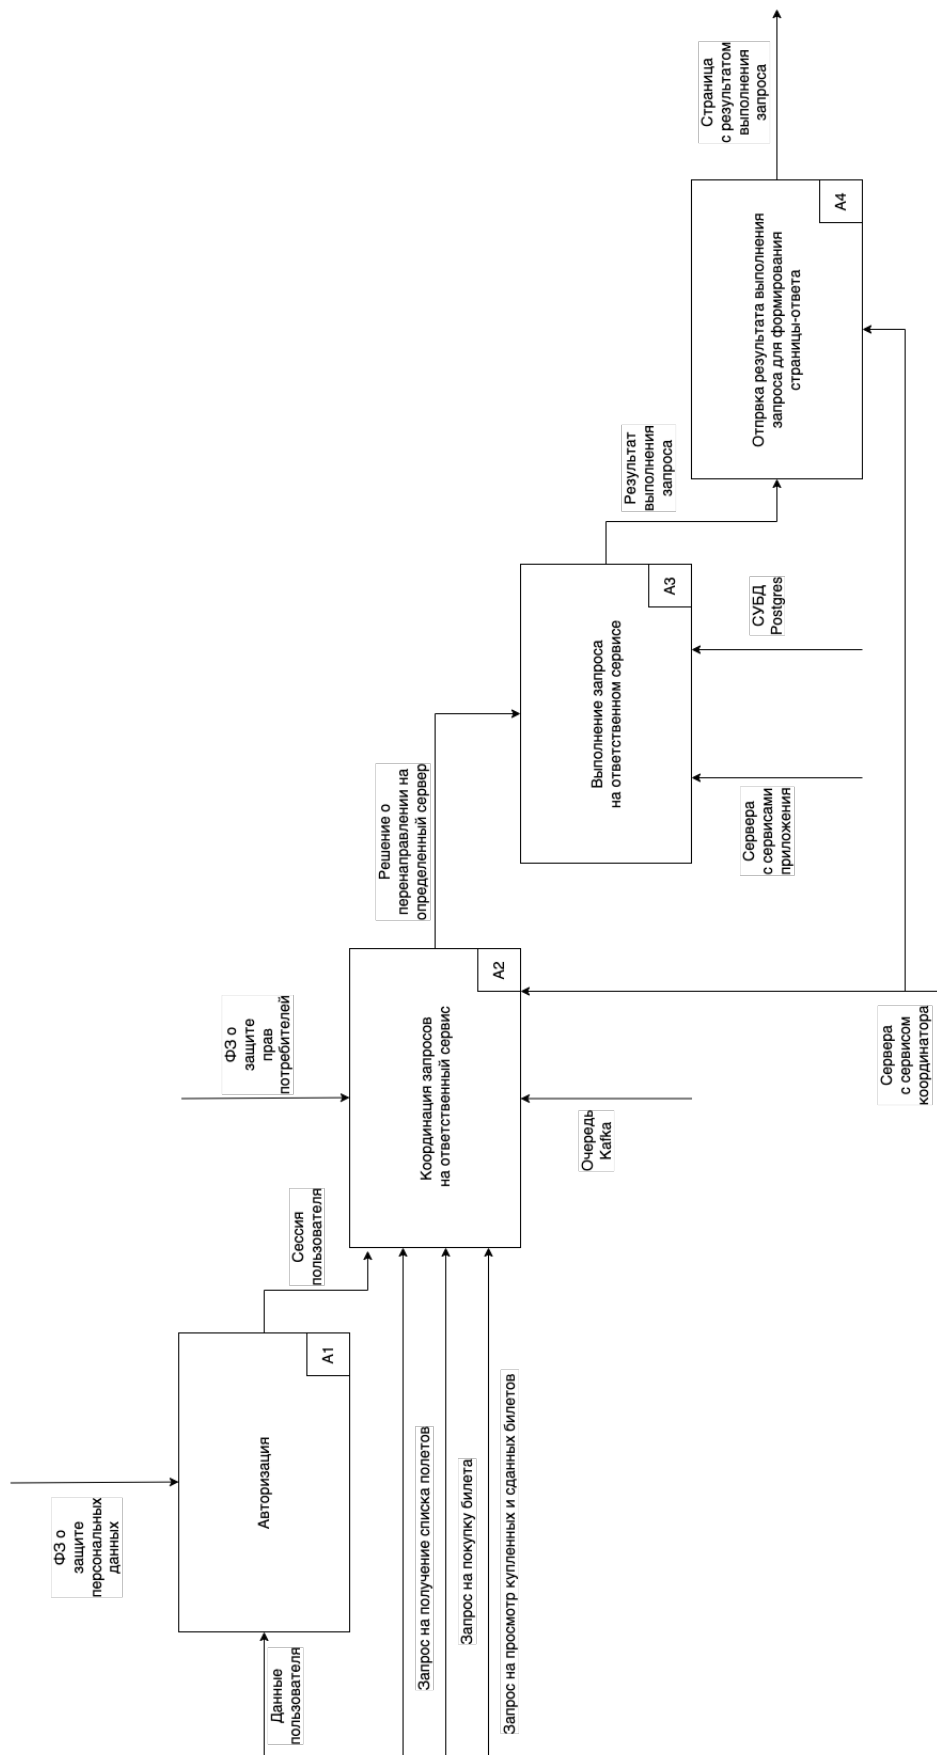 ФЗ о
защите
персональных
данных
Данные
пользователя
Авторизация
A1
Сессия
пользователя
Запрос на получение списка полетов
Запрос на покупку билета
Запрос на просмотр купленных и сданных билетов
ФЗ о
защите
прав
потребителей
Координация запросов
на ответственный сервис
A2
Очередь
Kafka
Сервера
с сервисом
координатора
Решение о
перенаправлении на
определенный сервер
Выполнение запроса
на ответственном сервисе
A3
Сервера
с сервисами
приложения
СУБД
Postgres
Результат
выполнения
запроса
Отпрвка результата выполнения
запроса для формирования
страницы-ответа
A4
Страница
с результатом
выполнения
запроса